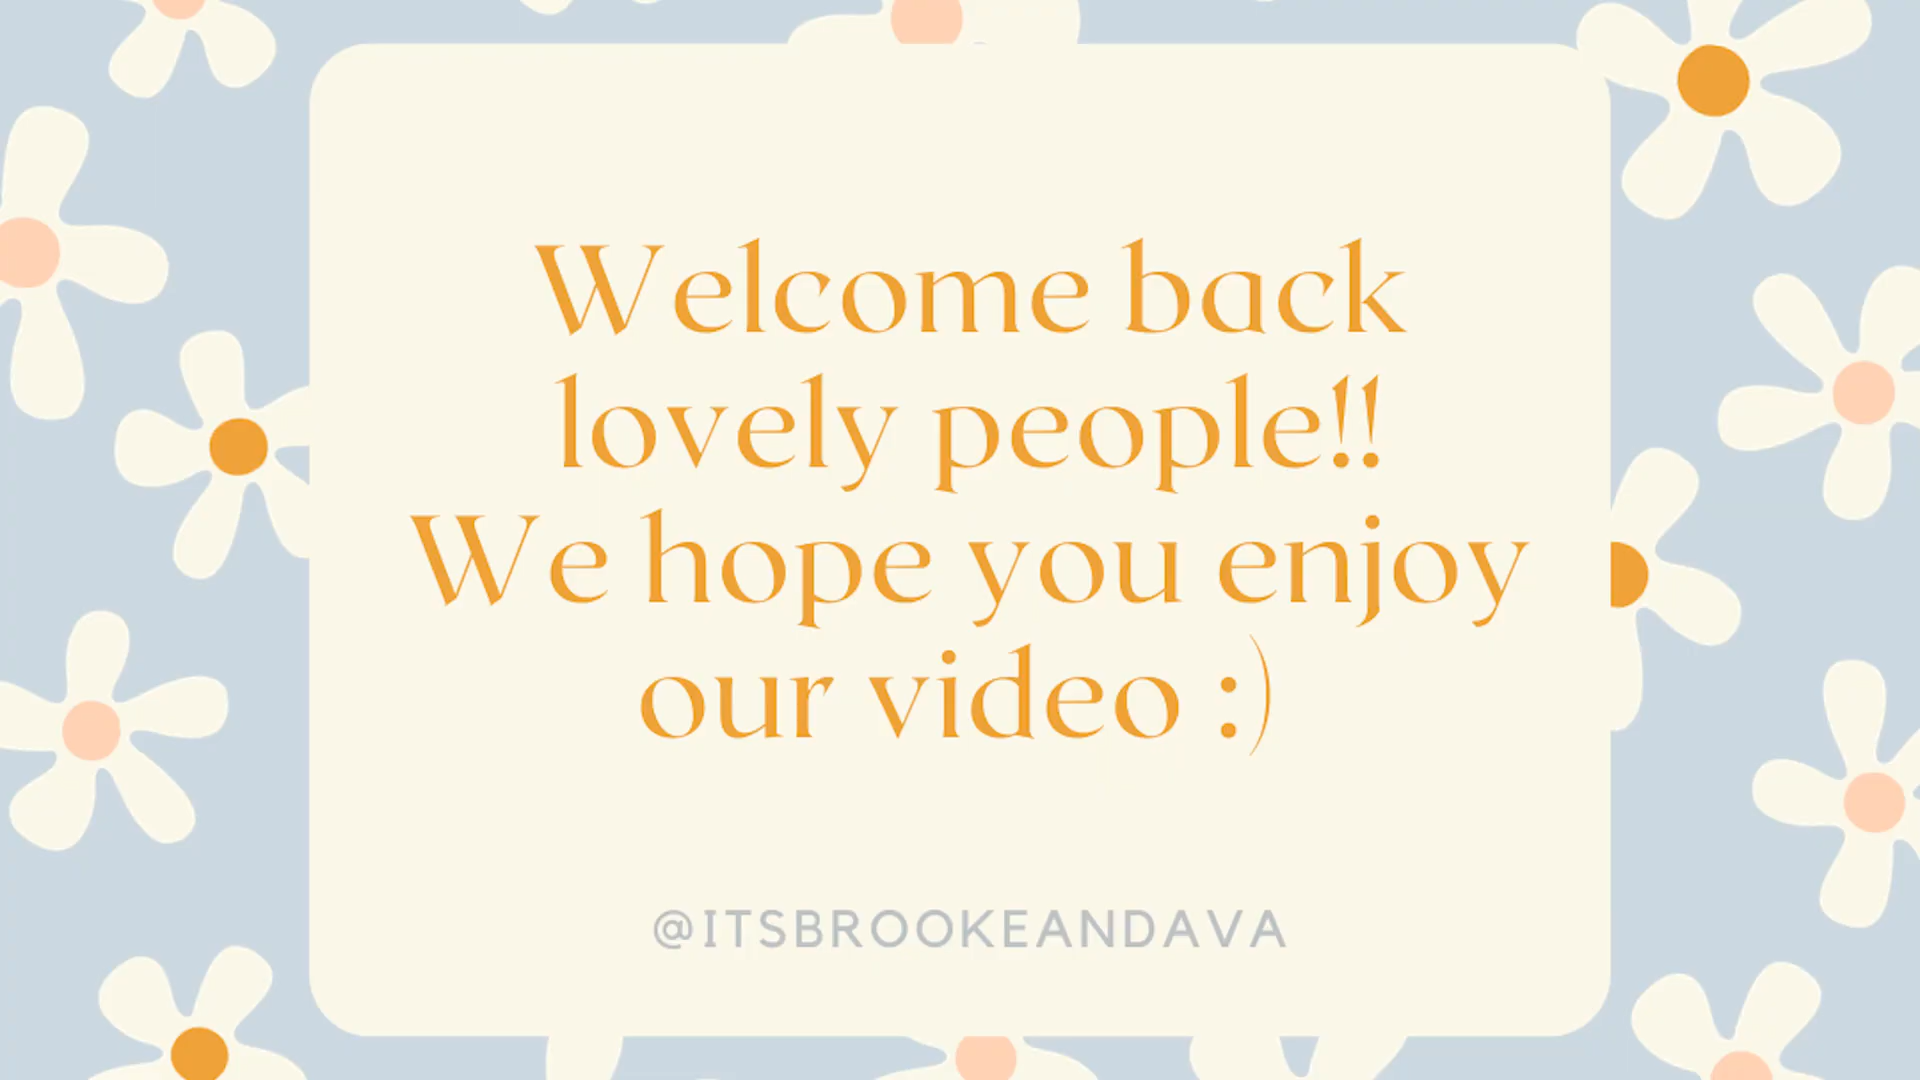 Welcome back
lovely people!!
We hope you enjoy
our video :)
@ITSBROOKEANDAVA